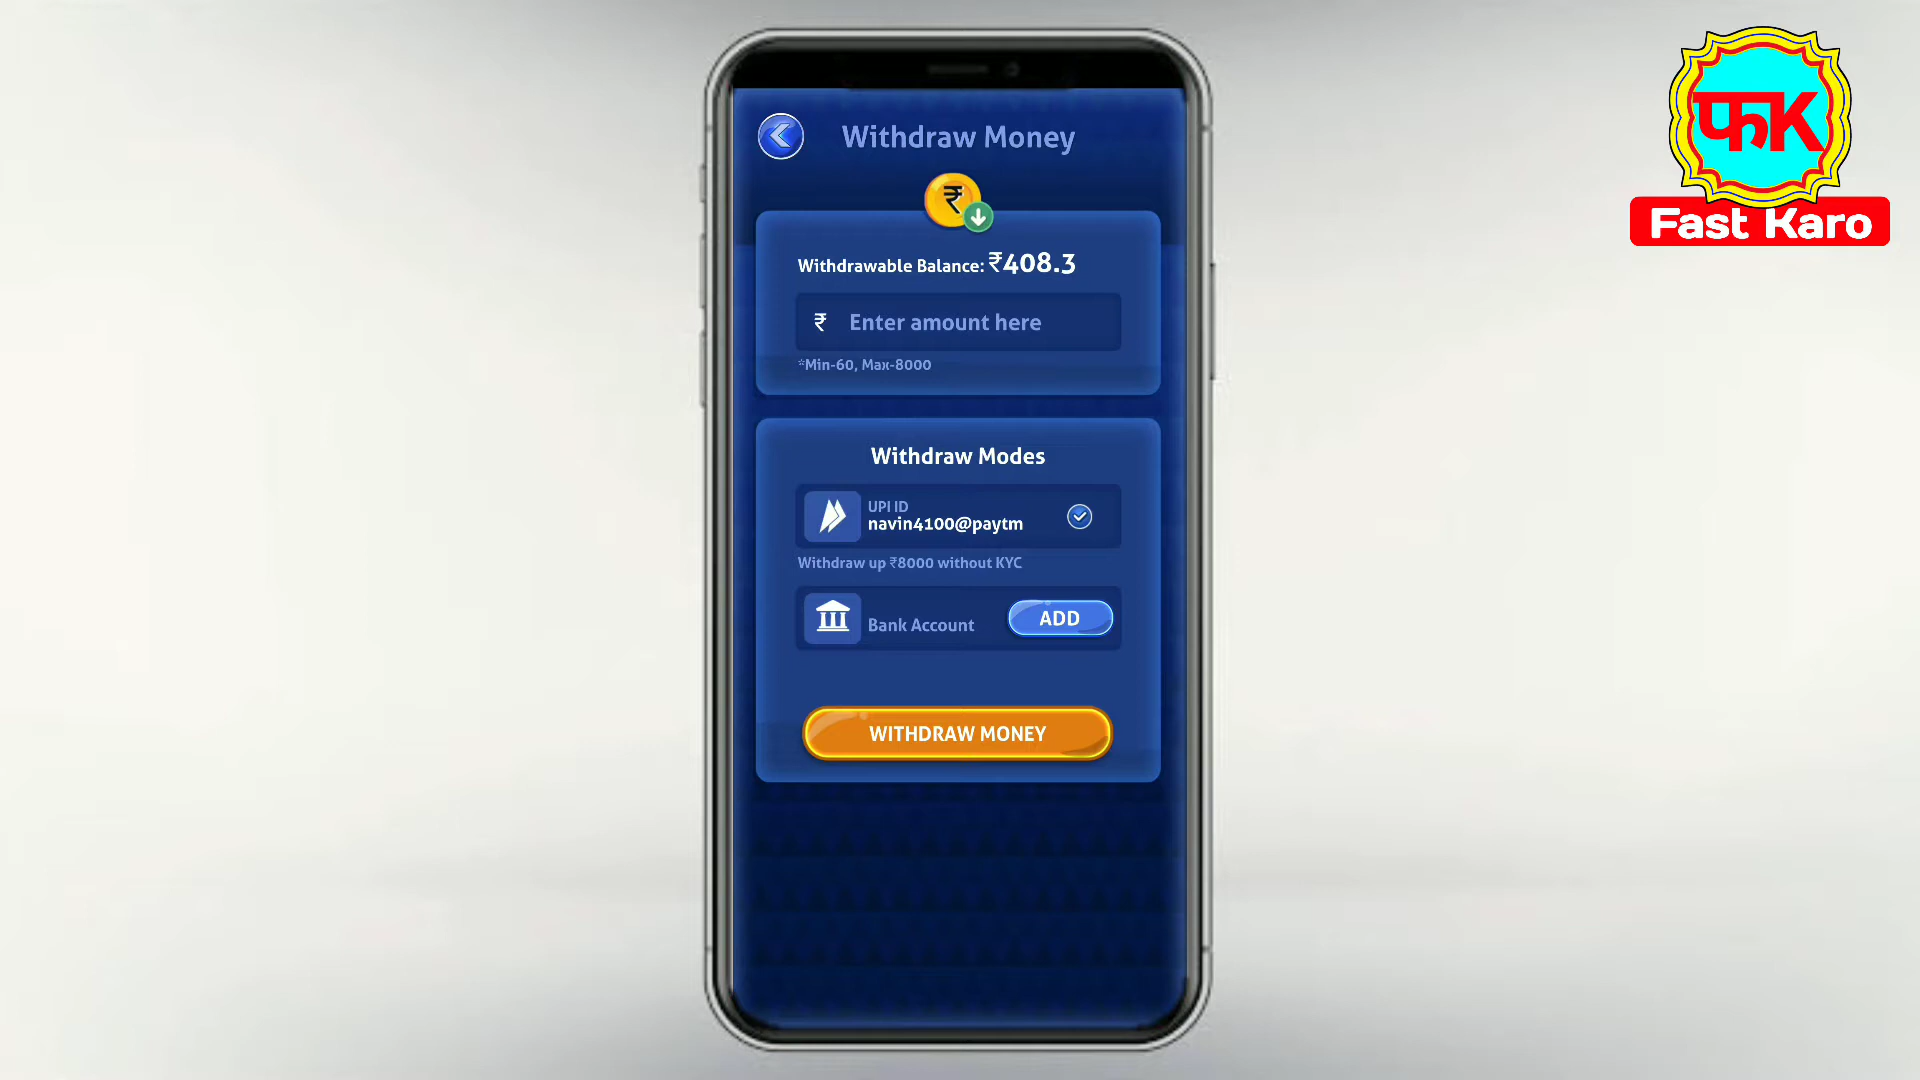 Withdraw Money
₹
Withdrawable Balance: ₹408.3
₹ Enter amount here
*Min-60, Max-8000
Withdraw Modes
UPI ID
navin4100@paytm
Withdraw up ₹8000 without KYC
Bank Account ADD
WITHDRAW MONEY
फK
Fast Karo